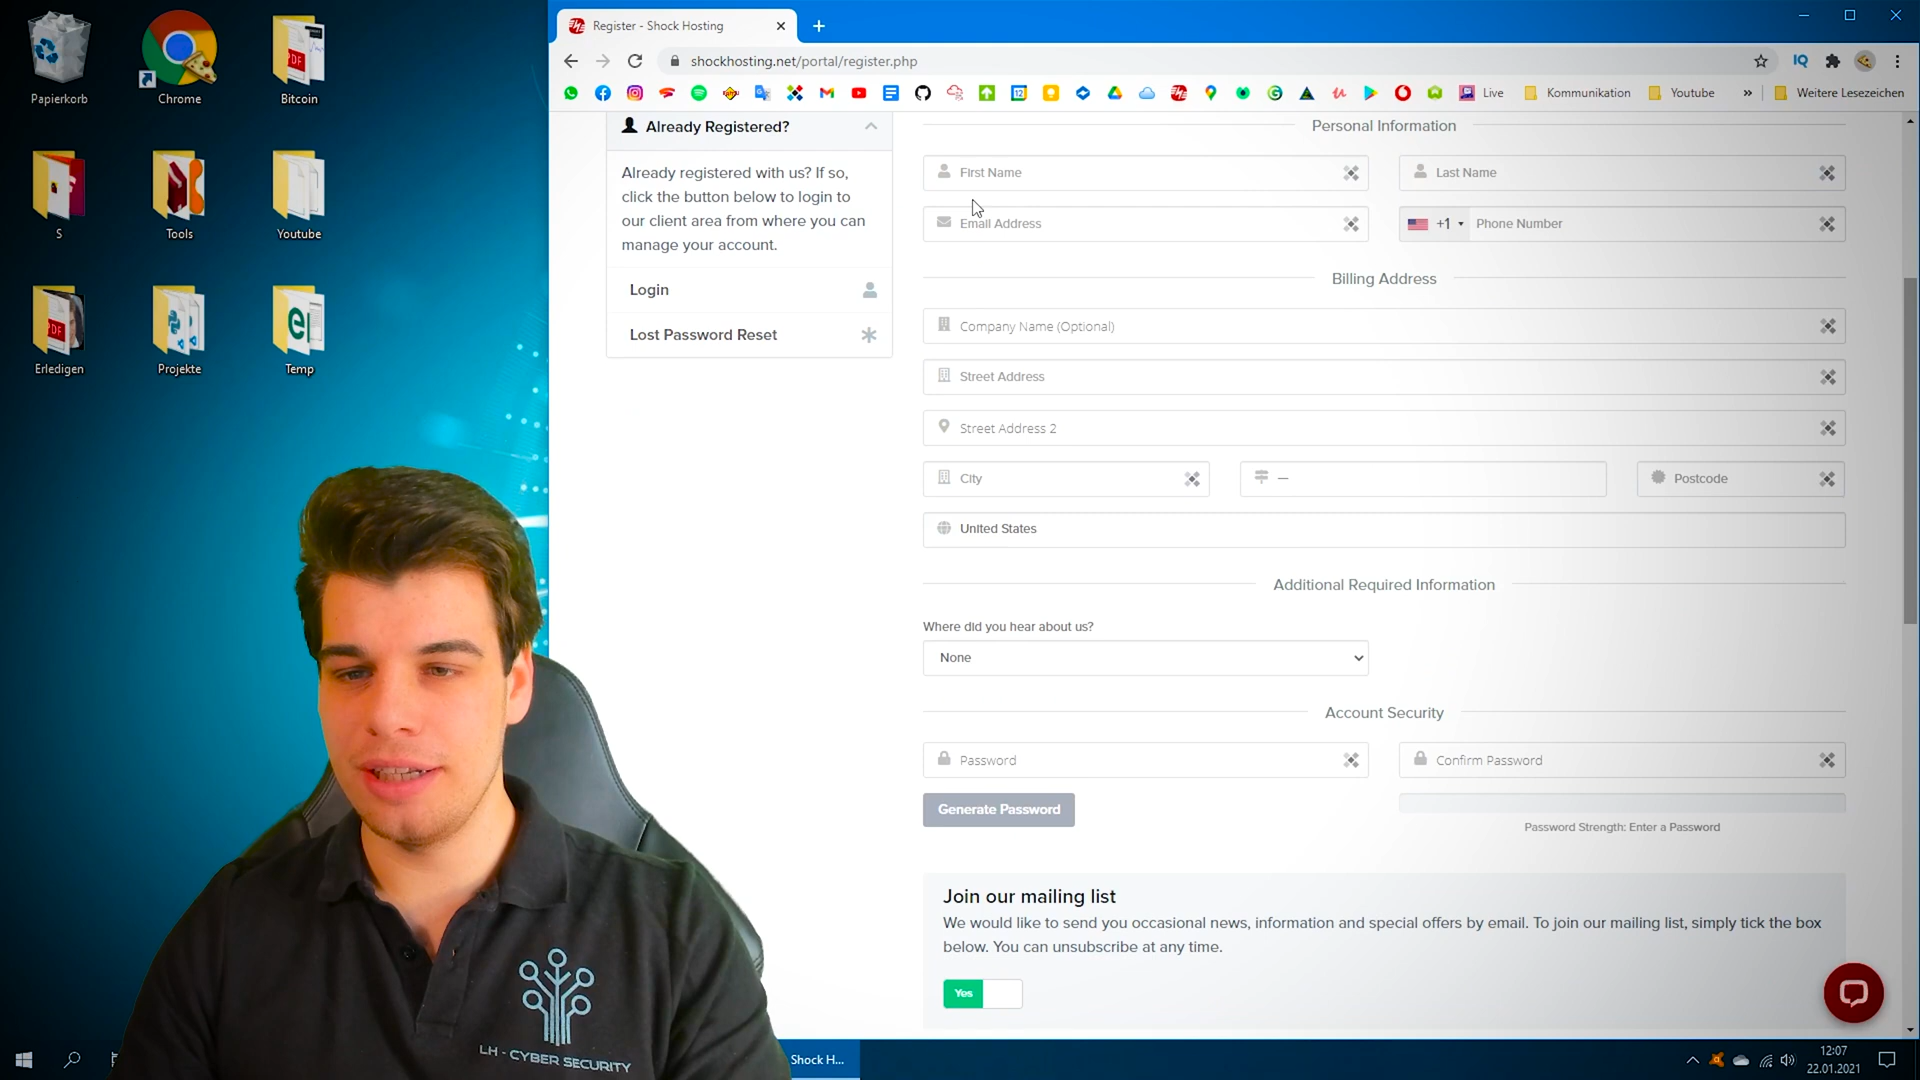 Papierkorb
Chrome
Bitcoin
S
Tools
Youtube
Erledigen
Projekte
Temp
Register - Shock Hosting
shockhosting.net/portal/register.php
IQ
Live
Kommunikation
Youtube
»
Weitere Lesezeichen
Already Registered?
Already registered with us? If so,
click the button below to login to
our client area from where you can
manage your account.
Login
Lost Password Reset
Personal Information
First Name
Last Name
Email Address
+1
Phone Number
Billing Address
Company Name (Optional)
Street Address
Street Address 2
City
—
Postcode
United States
Additional Required Information
Where did you hear about us?
None
Account Security
Password
Confirm Password
Generate Password
Password Strength: Enter a Password
Join our mailing list
We would like to send you occasional news, information and special offers by email. To join our mailing list, simply tick the box
below. You can unsubscribe at any time.
Yes
LH - CYBER SECURITY
Shock H...
12:07
22.01.2021